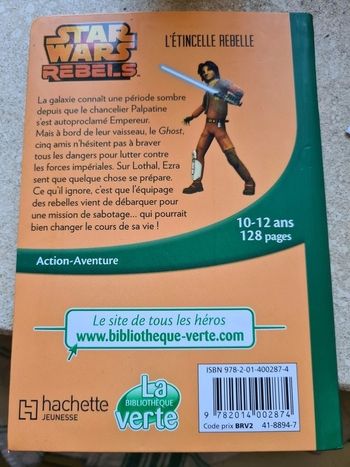 STAR
WARS
REBELS™
L'ÉTINCELLE REBELLE
La galaxie connaît une période sombre
depuis que le chancelier Palpatine
s'est autoproclamé Empereur.
Mais à bord de leur vaisseau, le Ghost,
cinq amis n'hésitent pas à braver
tous les dangers pour lutter contre
les forces impériales. Sur Lothal, Ezra
sent que quelque chose se prépare.
Ce qu'il ignore, c'est que l'équipage
des rebelles vient de débarquer pour
une mission de sabotage... qui pourrait
bien changer le cours de sa vie !
10-12 ans
128 pages
Action-Aventure
Le site de tous les héros
www.bibliotheque-verte.com
ISBN 978-2-01-400287-4
9 782014 002874
Code prix BRV2 41-8894-7
La
BIBLIOTHÈQUE
verte
hachette
JEUNESSE